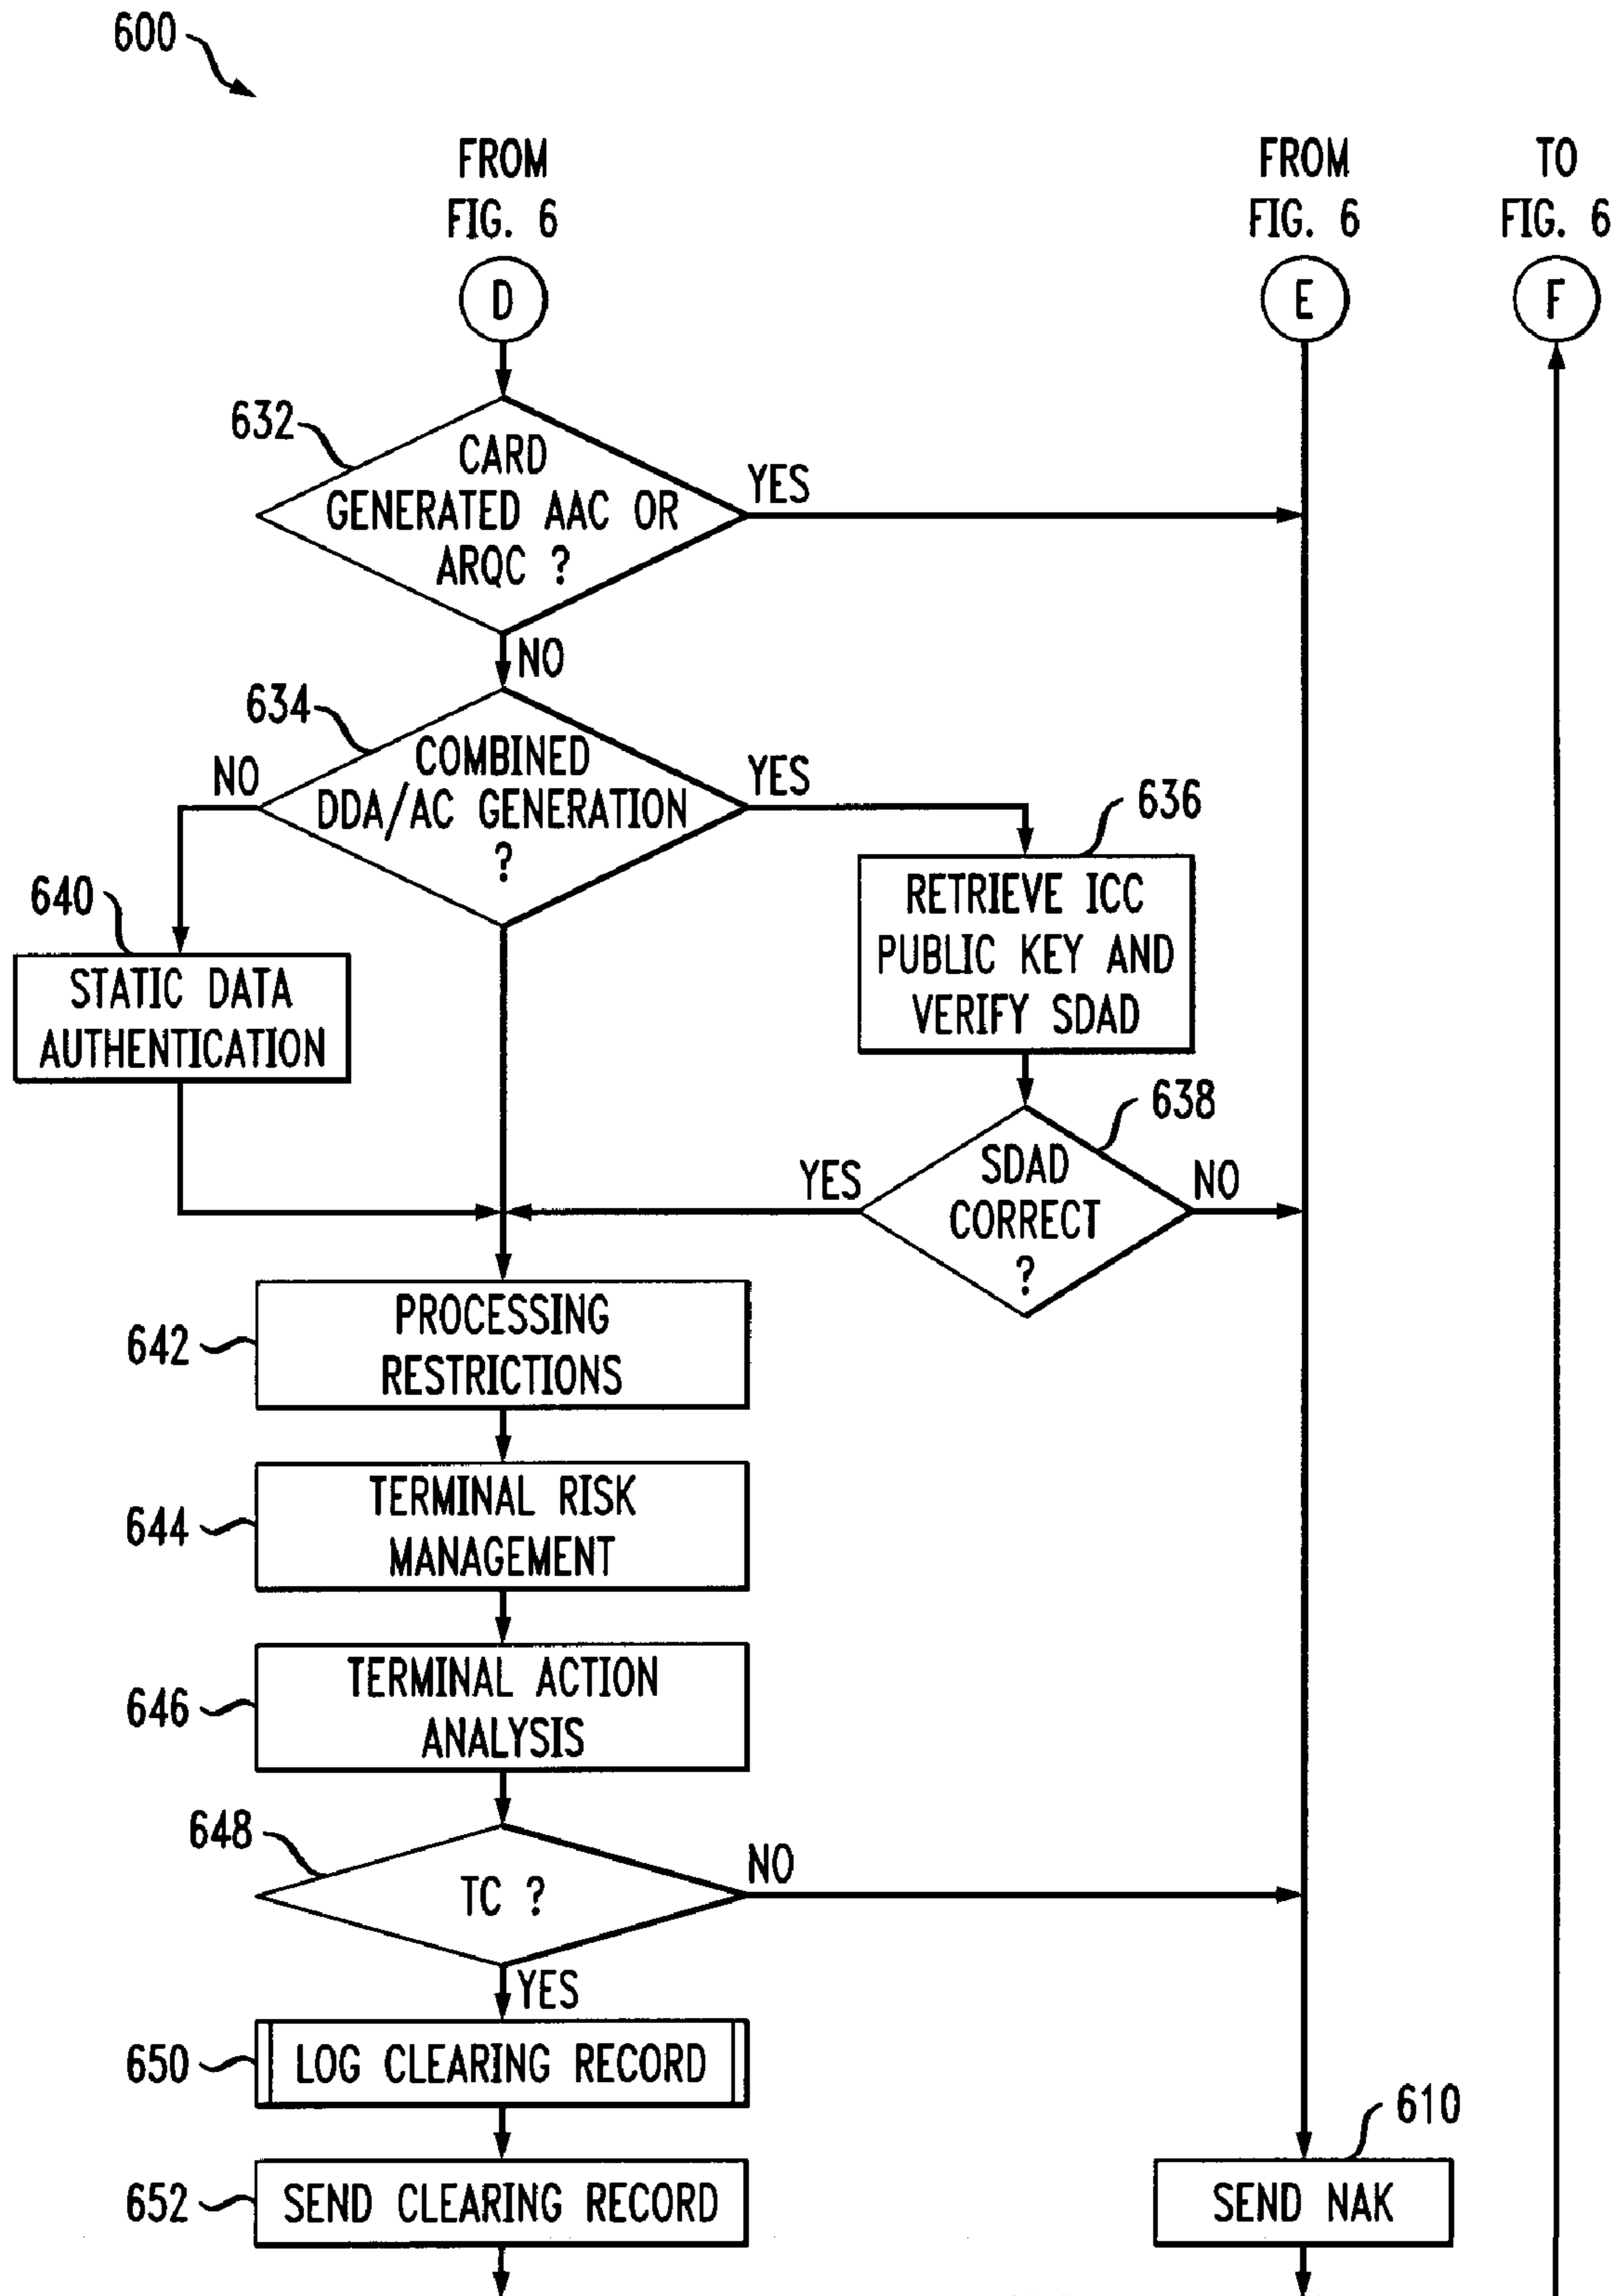 600
FROM
FIG. 6
D
FROM
FIG. 6
E
TO
FIG. 6
F
632
CARD
GENERATED AAC OR
ARQC ?
YES
NO
634
COMBINED
DDA/AC GENERATION
?
NO
YES
636
RETRIEVE ICC
PUBLIC KEY AND
VERIFY SDAD
640
STATIC DATA
AUTHENTICATION
638
SDAD
CORRECT
?
YES
NO
642
PROCESSING
RESTRICTIONS
644
TERMINAL RISK
MANAGEMENT
646
TERMINAL ACTION
ANALYSIS
648
TC ?
NO
YES
650
LOG CLEARING RECORD
610
652
SEND CLEARING RECORD
SEND NAK